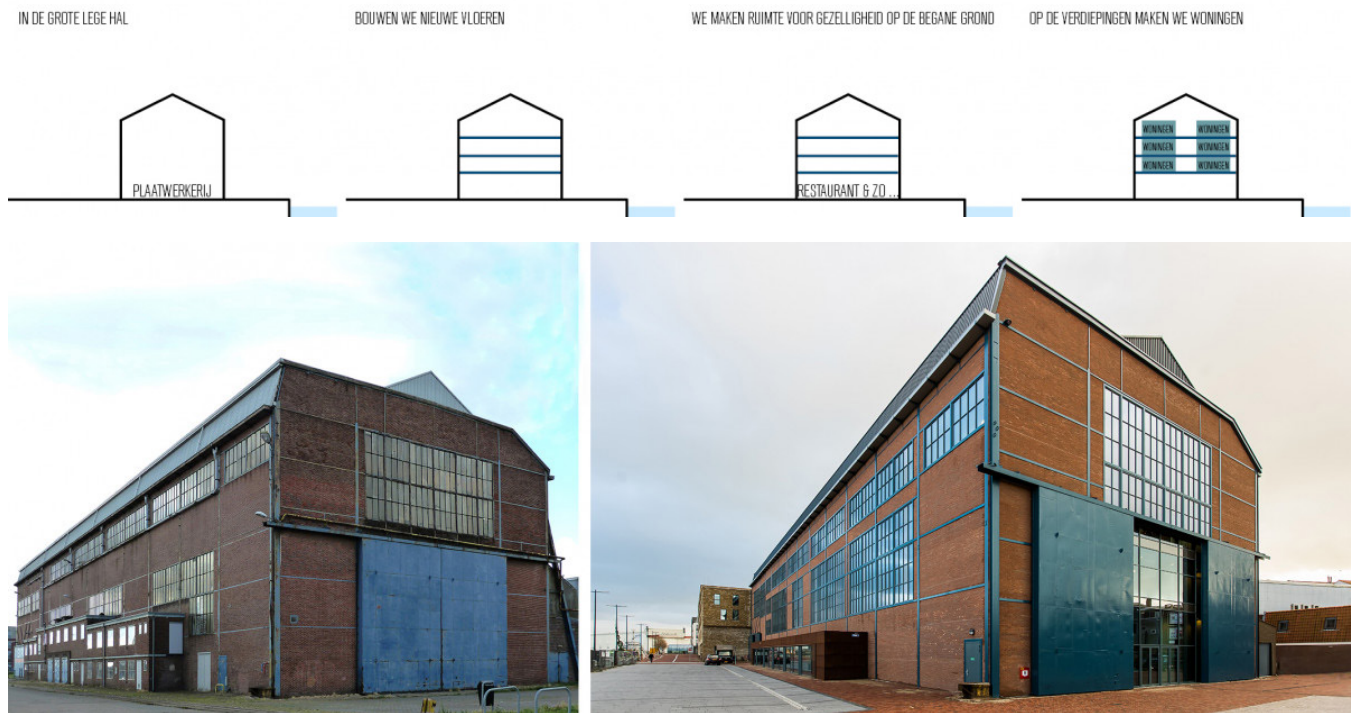 IN DE GROTE LEGE HAL
BOUWEN WE NIEUWE VLOEREN
WE MAKEN RUIMTE VOOR GEZELLIGHEID OP DE BEGANE GROND
OP DE VERDIEPINGEN MAKEN WE WONINGEN
PLAATWERKERIJ
RESTAURANT & ZO ...
WONINGEN WONINGEN
WONINGEN WONINGEN
WONINGEN WONINGEN